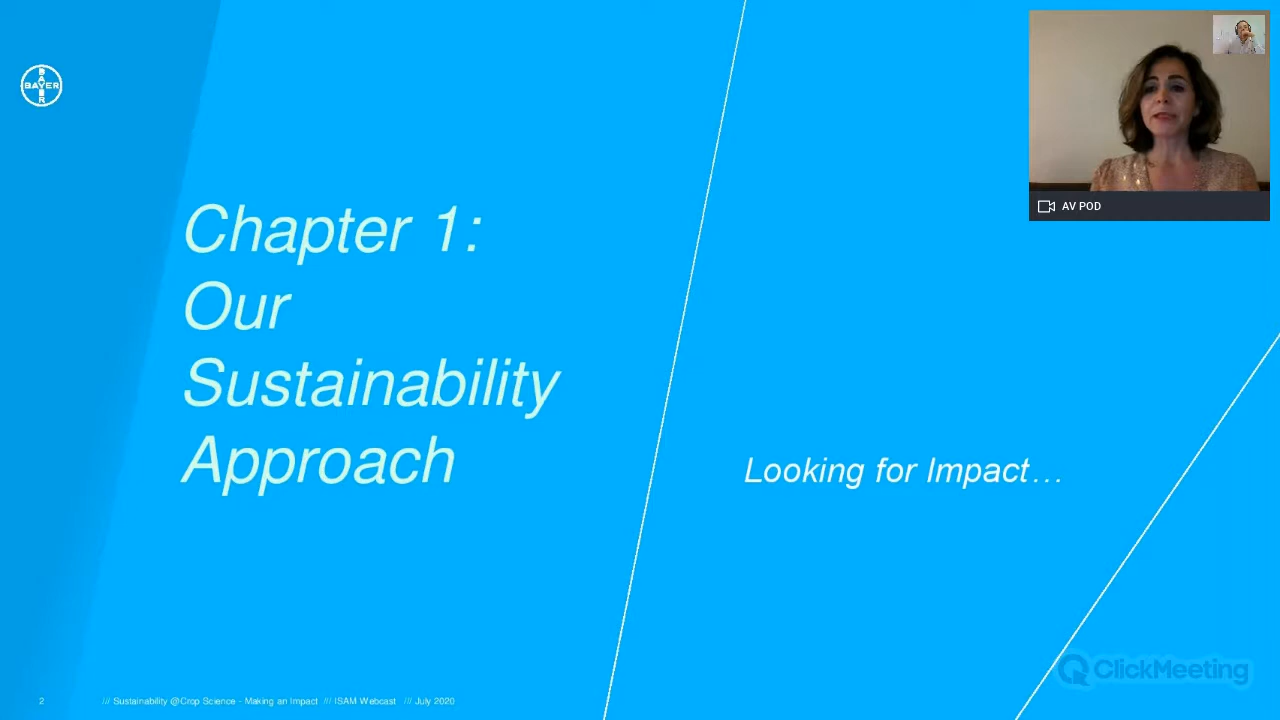 BAYER
BAYER
Chapter 1:
Our
Sustainability
Approach
Looking for Impact…
AV POD
ClickMeeting
2 /// Sustainability @Crop Science - Making an Impact /// ISAM Webcast /// July 2020